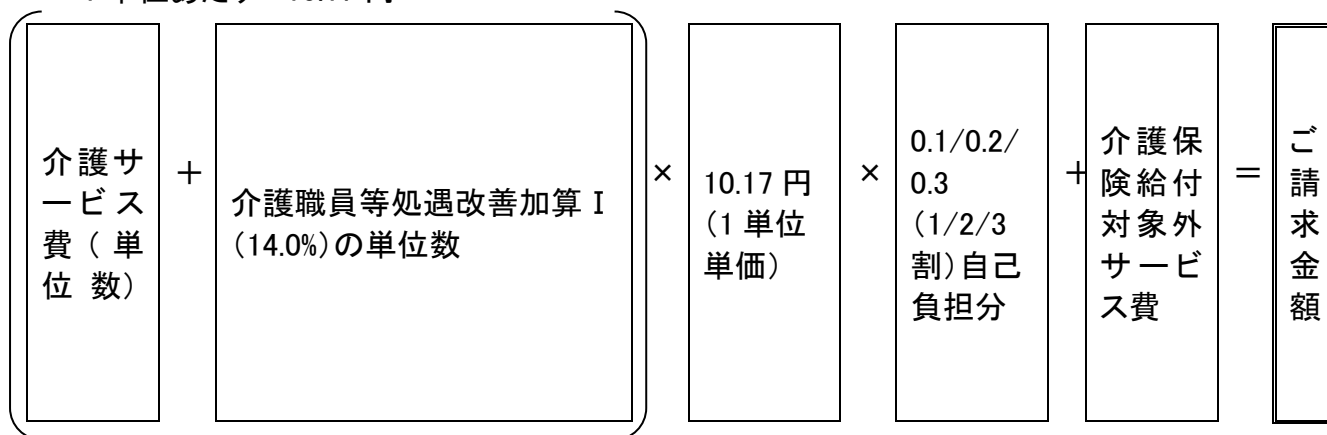 介護サ
ービス
費（単
位 数）
＋
介護職員等処遇改善加算Ⅰ
(14.0%)の単位数
×
10.17 円
(1 単位
単価)
×
0.1/0.2/
0.3
(1/2/3
割)自己
負担分
＋
介護保
険給付
対象外
サービ
ス費
＝
ご
請
求
金
額